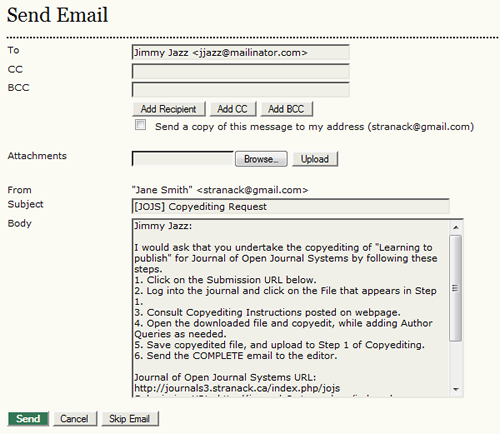 Send Email
To
Jimmy Jazz <jjazz@mailinator.com>
CC
BCC
Add Recipient Add CC Add BCC
Send a copy of this message to my address (stranack@gmail.com)
Attachments
Browse... Upload
From "Jane Smith" <stranack@gmail.com>
Subject [JOJS] Copyediting Request
Body
Jimmy Jazz:
I would ask that you undertake the copyediting of "Learning to
publish" for Journal of Open Journal Systems by following these
steps.
1. Click on the Submission URL below.
2. Log into the journal and click on the File that appears in Step
1.
3. Consult Copyediting Instructions posted on webpage.
4. Open the downloaded file and copyedit, while adding Author
Queries as needed.
5. Save copyedited file, and upload to Step 1 of Copyediting.
6. Send the COMPLETE email to the editor.
Journal of Open Journal Systems URL:
http://journals3.stranack.ca/index.php/jojs
Send Cancel Skip Email